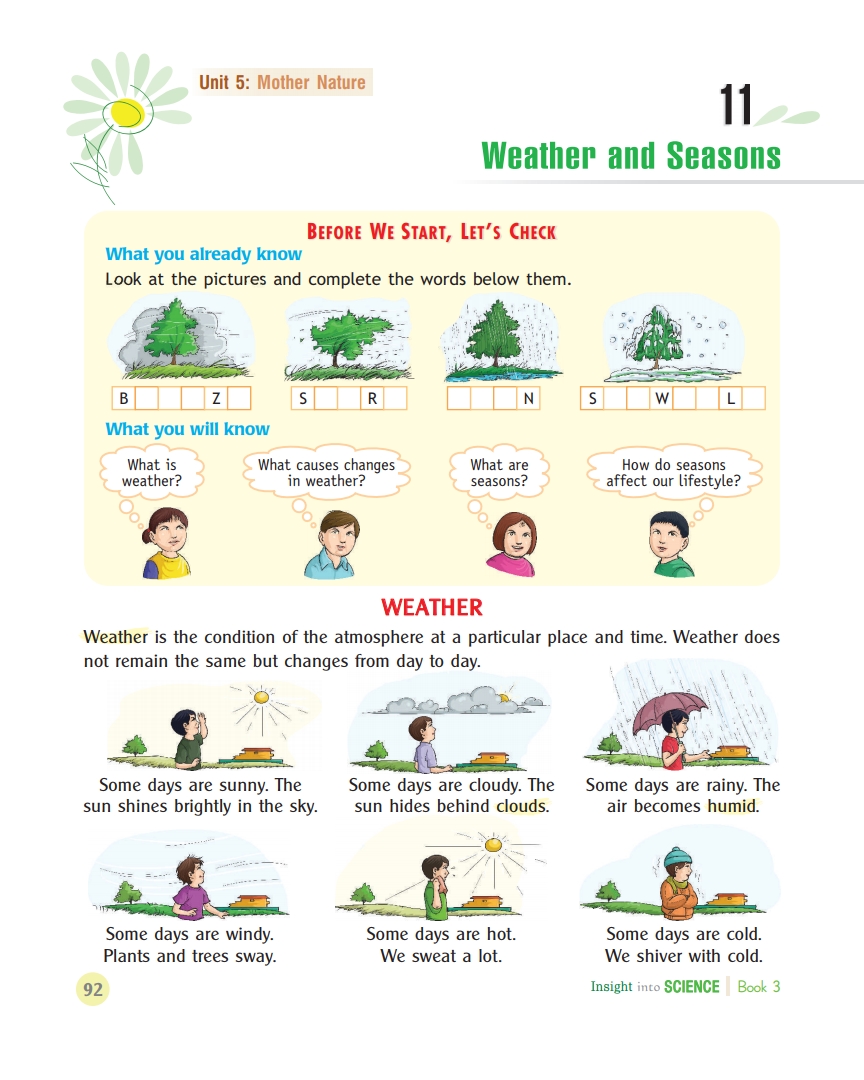 Unit 5: Mother Nature
11
Weather and Seasons
BEFORE WE START, LET'S CHECK
What you already know
Look at the pictures and complete the words below them.
B Z S R N S W L
What you will know
What is
weather?
What causes changes
in weather?
What are
seasons?
How do seasons
affect our lifestyle?
WEATHER
Weather is the condition of the atmosphere at a particular place and time. Weather does
not remain the same but changes from day to day.
Some days are sunny. The
sun shines brightly in the sky.
Some days are cloudy. The
sun hides behind clouds.
Some days are rainy. The
air becomes humid.
Some days are windy.
Plants and trees sway.
Some days are hot.
We sweat a lot.
Some days are cold.
We shiver with cold.
92
Insight into SCIENCE Book 3